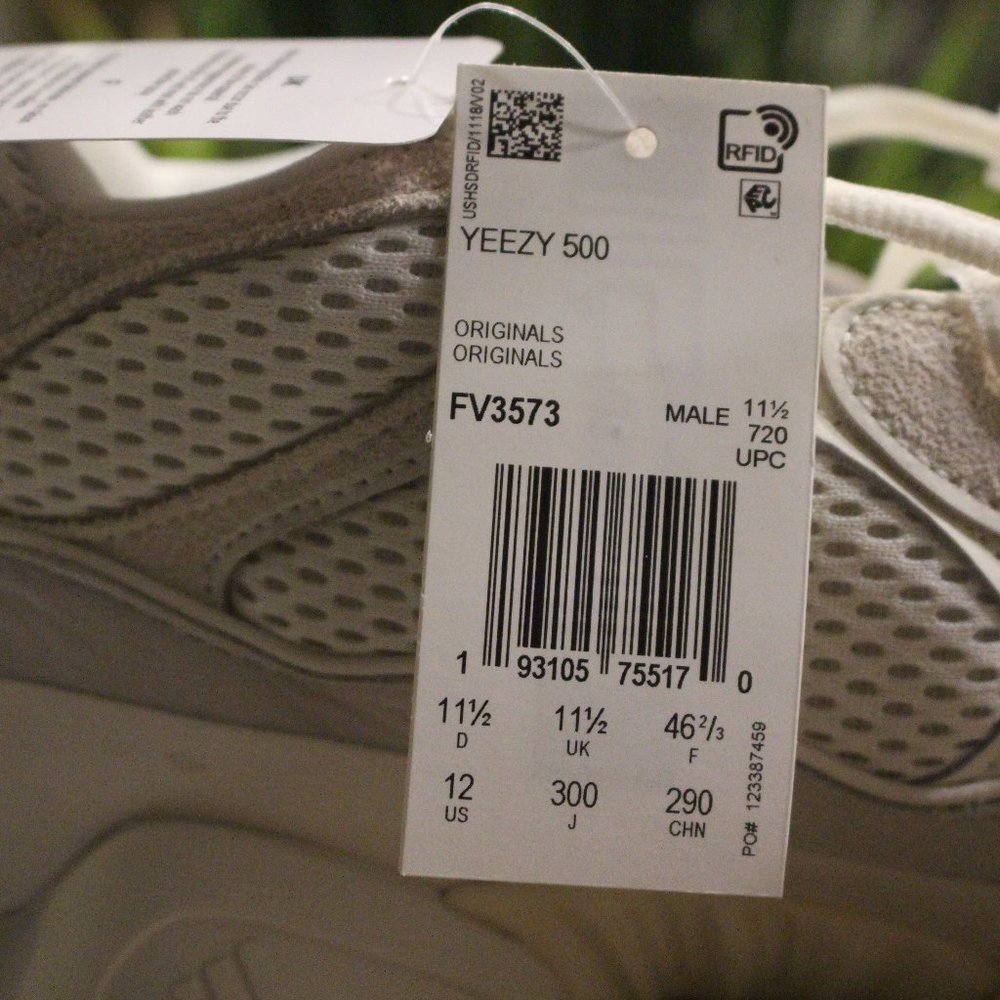 UK
USHSDRFID/1118/V02
RFID
YEEZY 500
ORIGINALS
ORIGINALS
FV3573
MALE 11½
720
UPC
1 93105 75517 0
11½ 11½ 46²/₃
D UK F
12 300 290
US J CHN
PO# 123387459